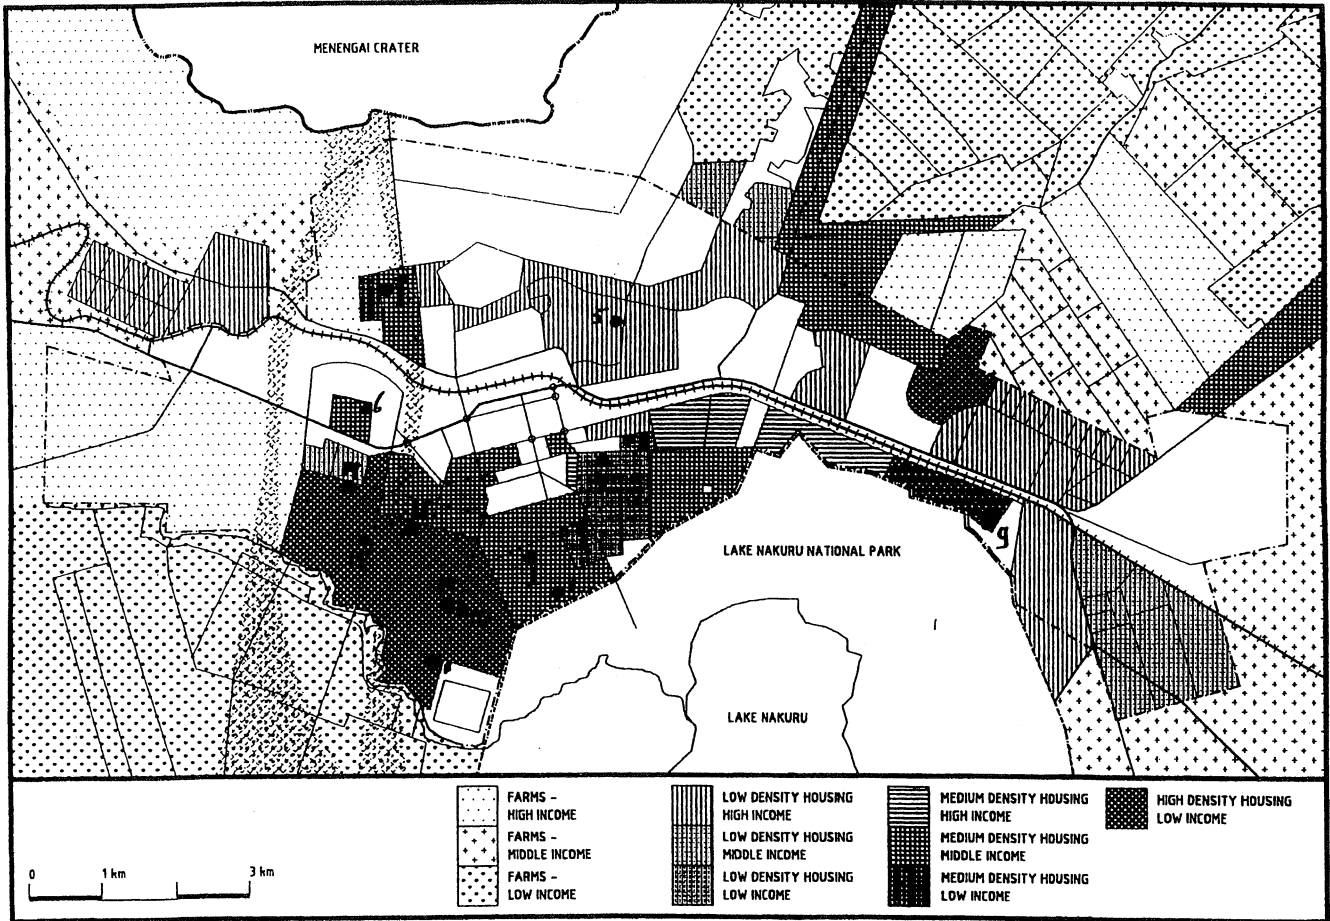 MENENGAI CRATER
5
6
LAKE NAKURU NATIONAL PARK
9
LAKE NAKURU
0 1 km 3 km
FARMS -
HIGH INCOME
FARMS -
MIDDLE INCOME
FARMS -
LOW INCOME
LOW DENSITY HOUSING
HIGH INCOME
LOW DENSITY HOUSING
MIDDLE INCOME
LOW DENSITY HOUSING
LOW INCOME
MEDIUM DENSITY HOUSING
HIGH INCOME
MEDIUM DENSITY HOUSING
MIDDLE INCOME
MEDIUM DENSITY HOUSING
LOW INCOME
HIGH DENSITY HOUSING
LOW INCOME